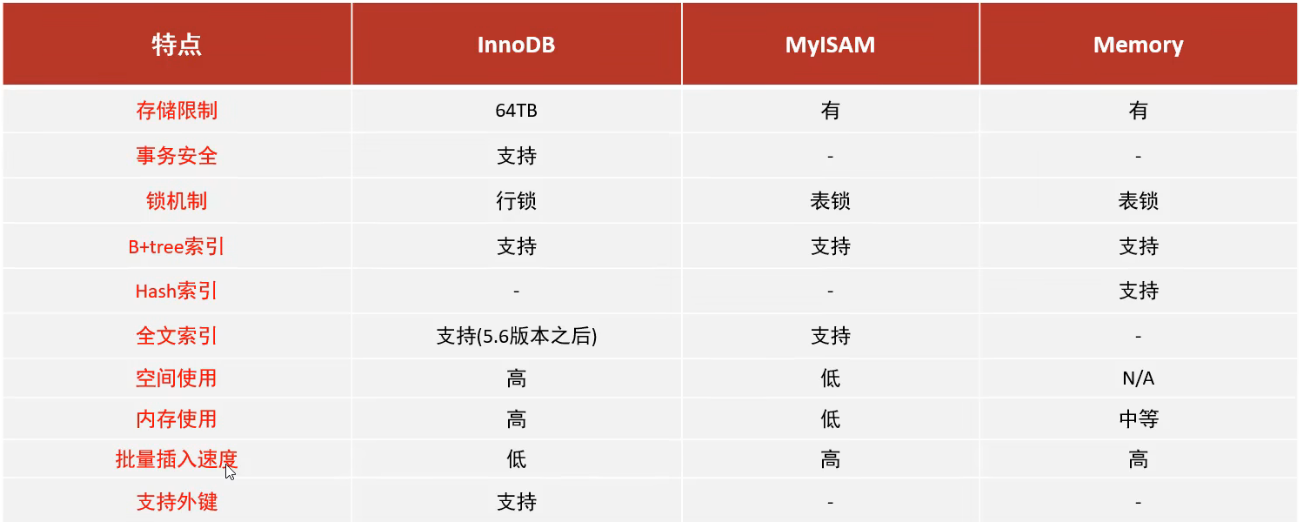 特点 InnoDB MyISAM Memory
存储限制 64TB 有 有
事务安全 支持 - -
锁机制 行锁 表锁 表锁
B+tree索引 支持 支持 支持
Hash索引 - - 支持
全文索引 支持(5.6版本之后) 支持 -
空间使用 高 低 N/A
内存使用 高 低 中等
批量插入速度 低 高 高
支持外键 支持 - -